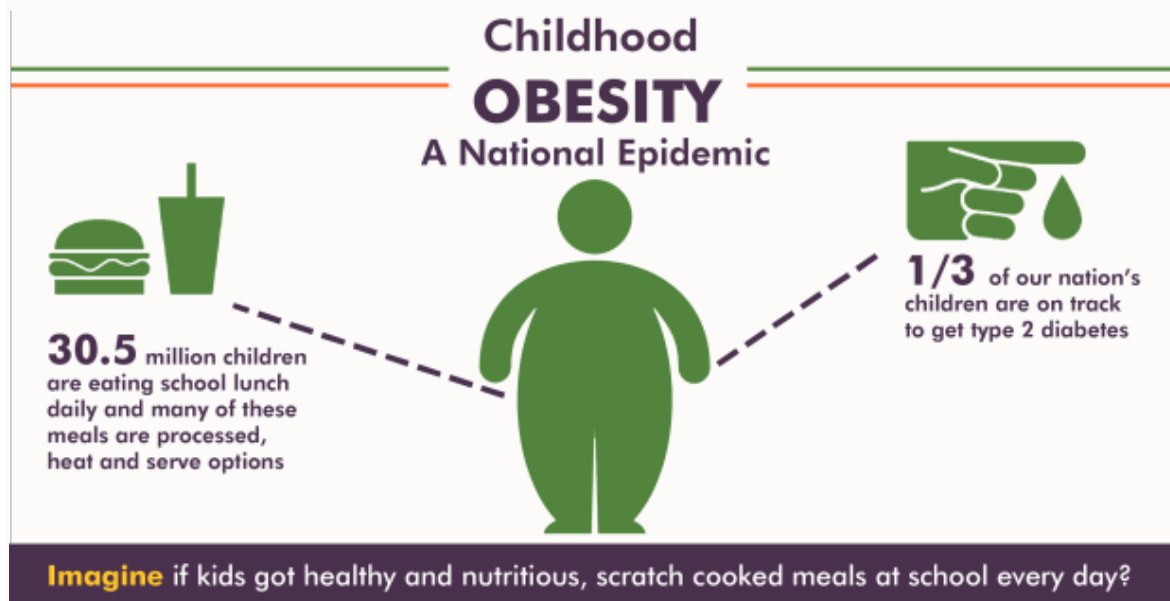 Childhood
OBESITY
A National Epidemic
30.5 million children
are eating school lunch
daily and many of these
meals are processed,
heat and serve options
1/3 of our nation's
children are on track
to get type 2 diabetes
Imagine if kids got healthy and nutritious, scratch cooked meals at school every day?